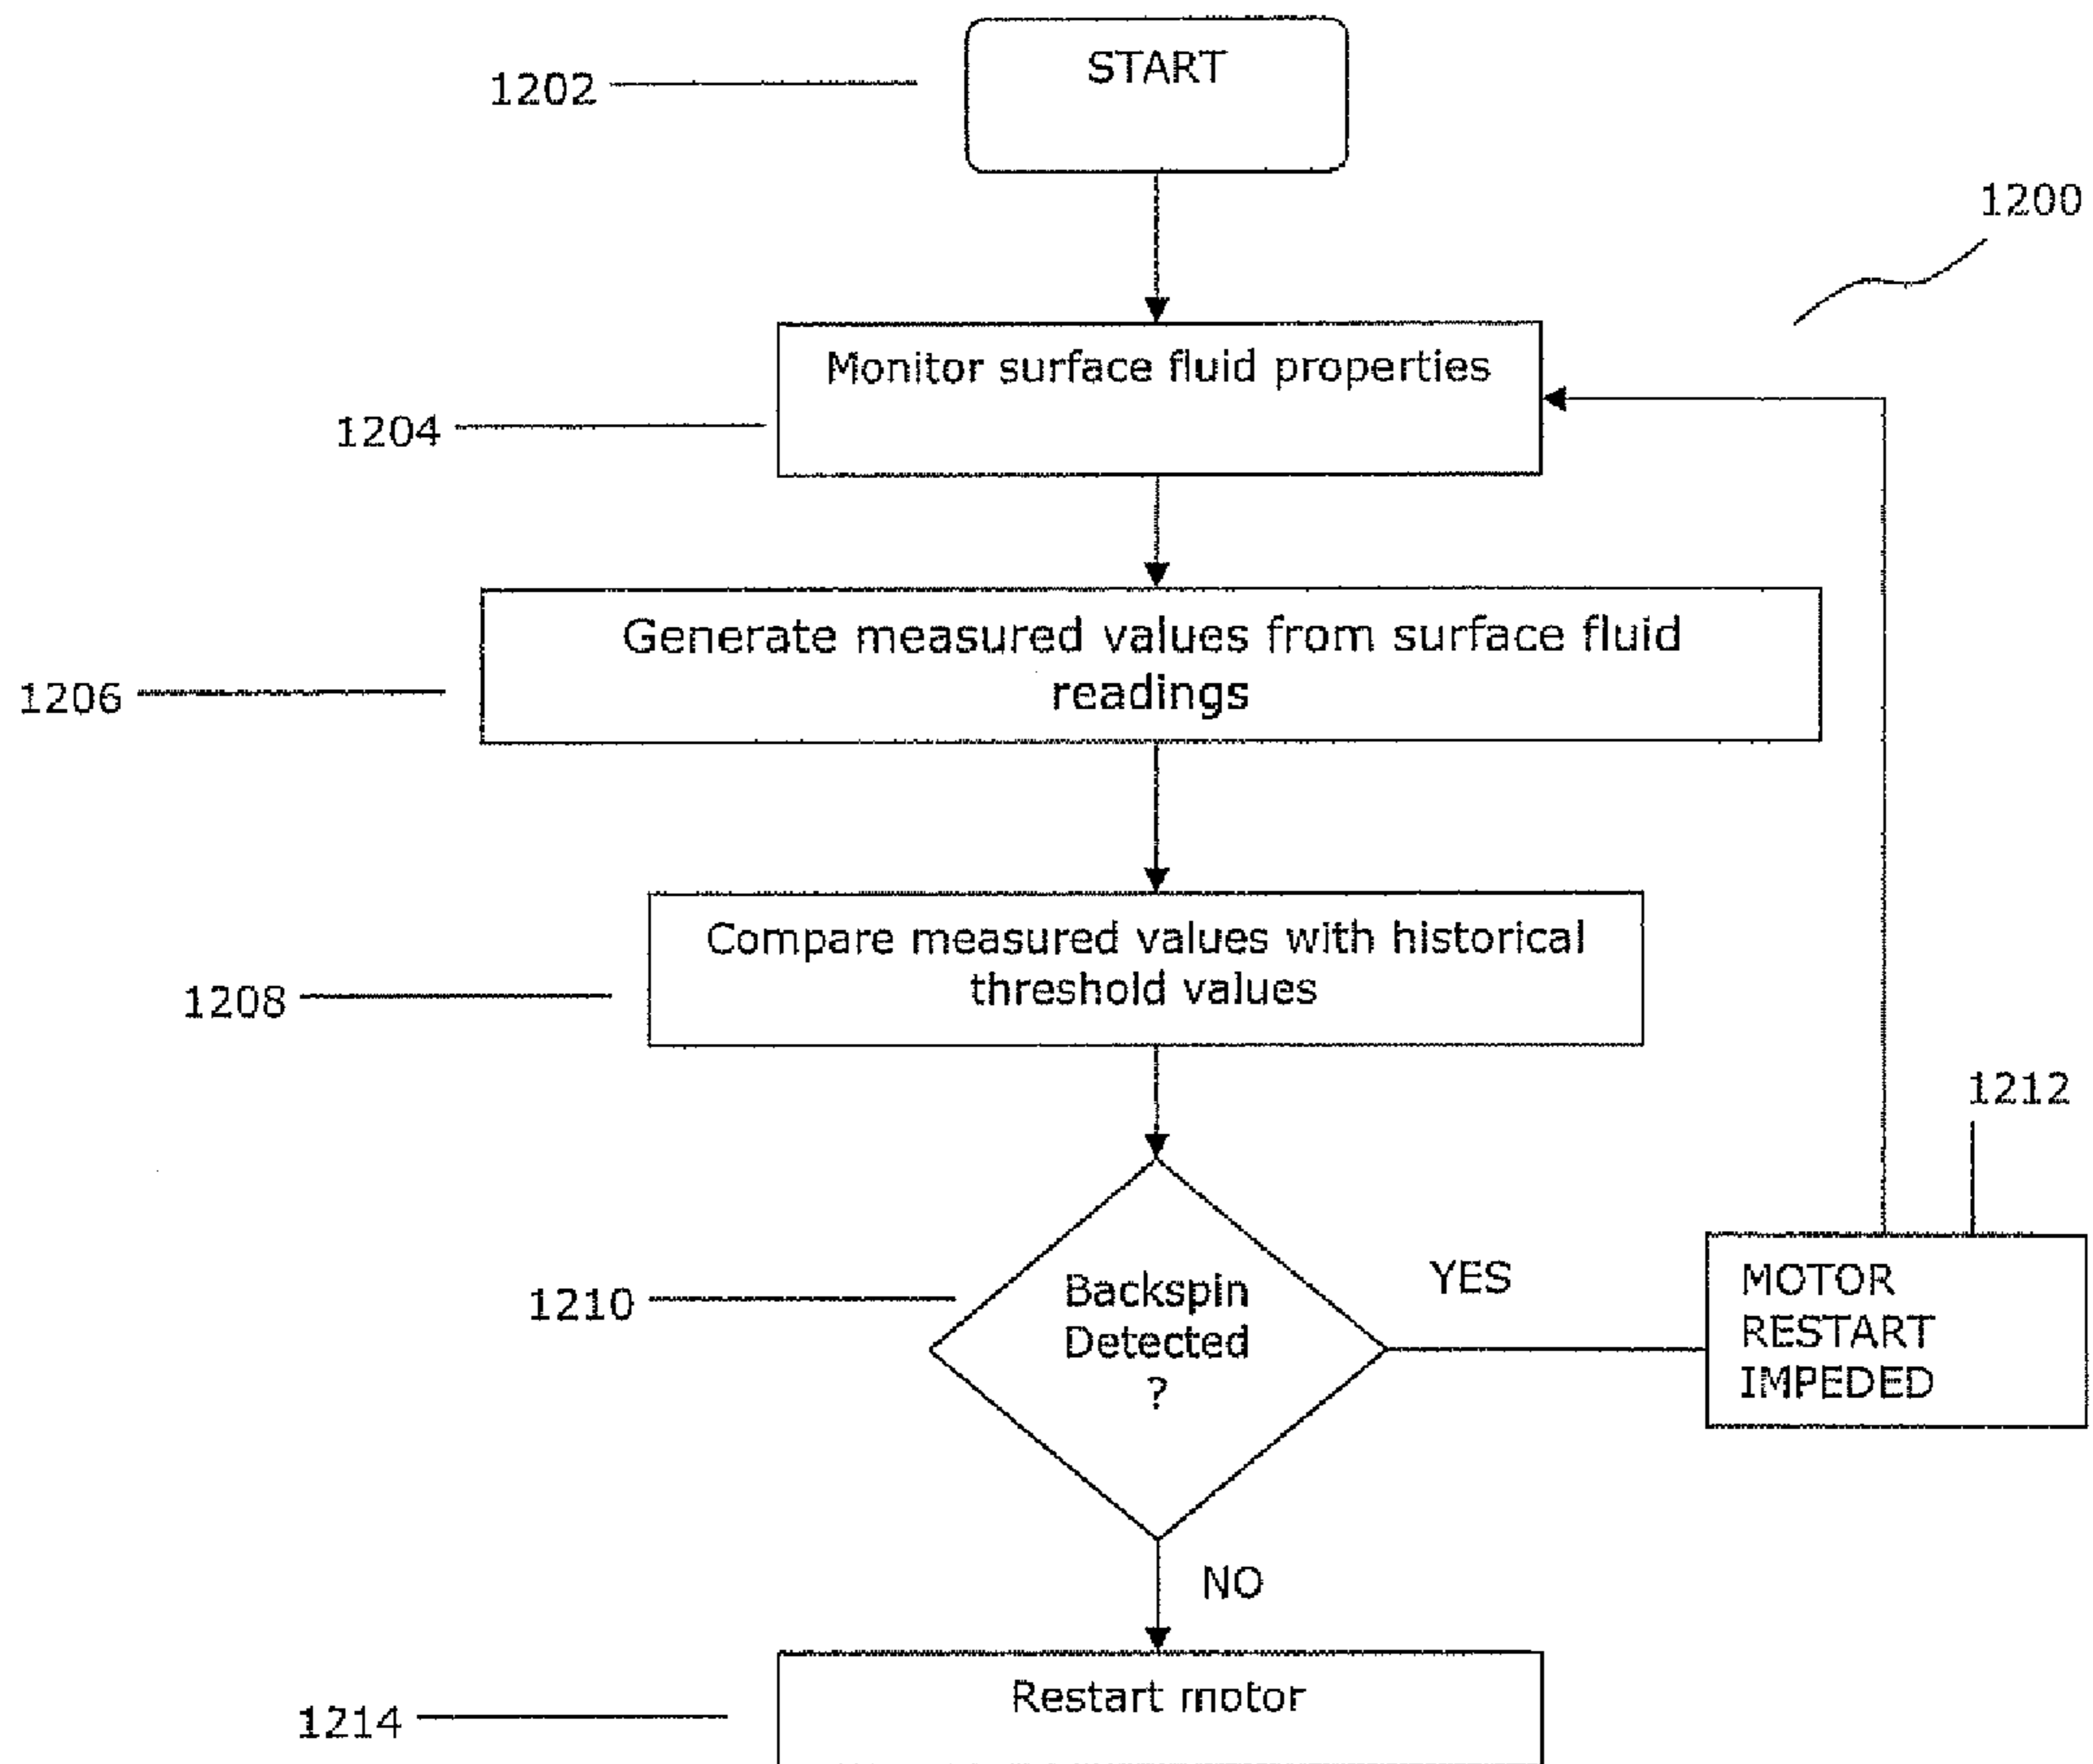 START
1202
1200
Monitor surface fluid properties
1204
Generate measured values from surface fluid
readings
1206
Compare measured values with historical
threshold values
1208
1212
Backspin
Detected
?
1210
YES
MOTOR
RESTART
IMPEDED
NO
Restart motor
1214